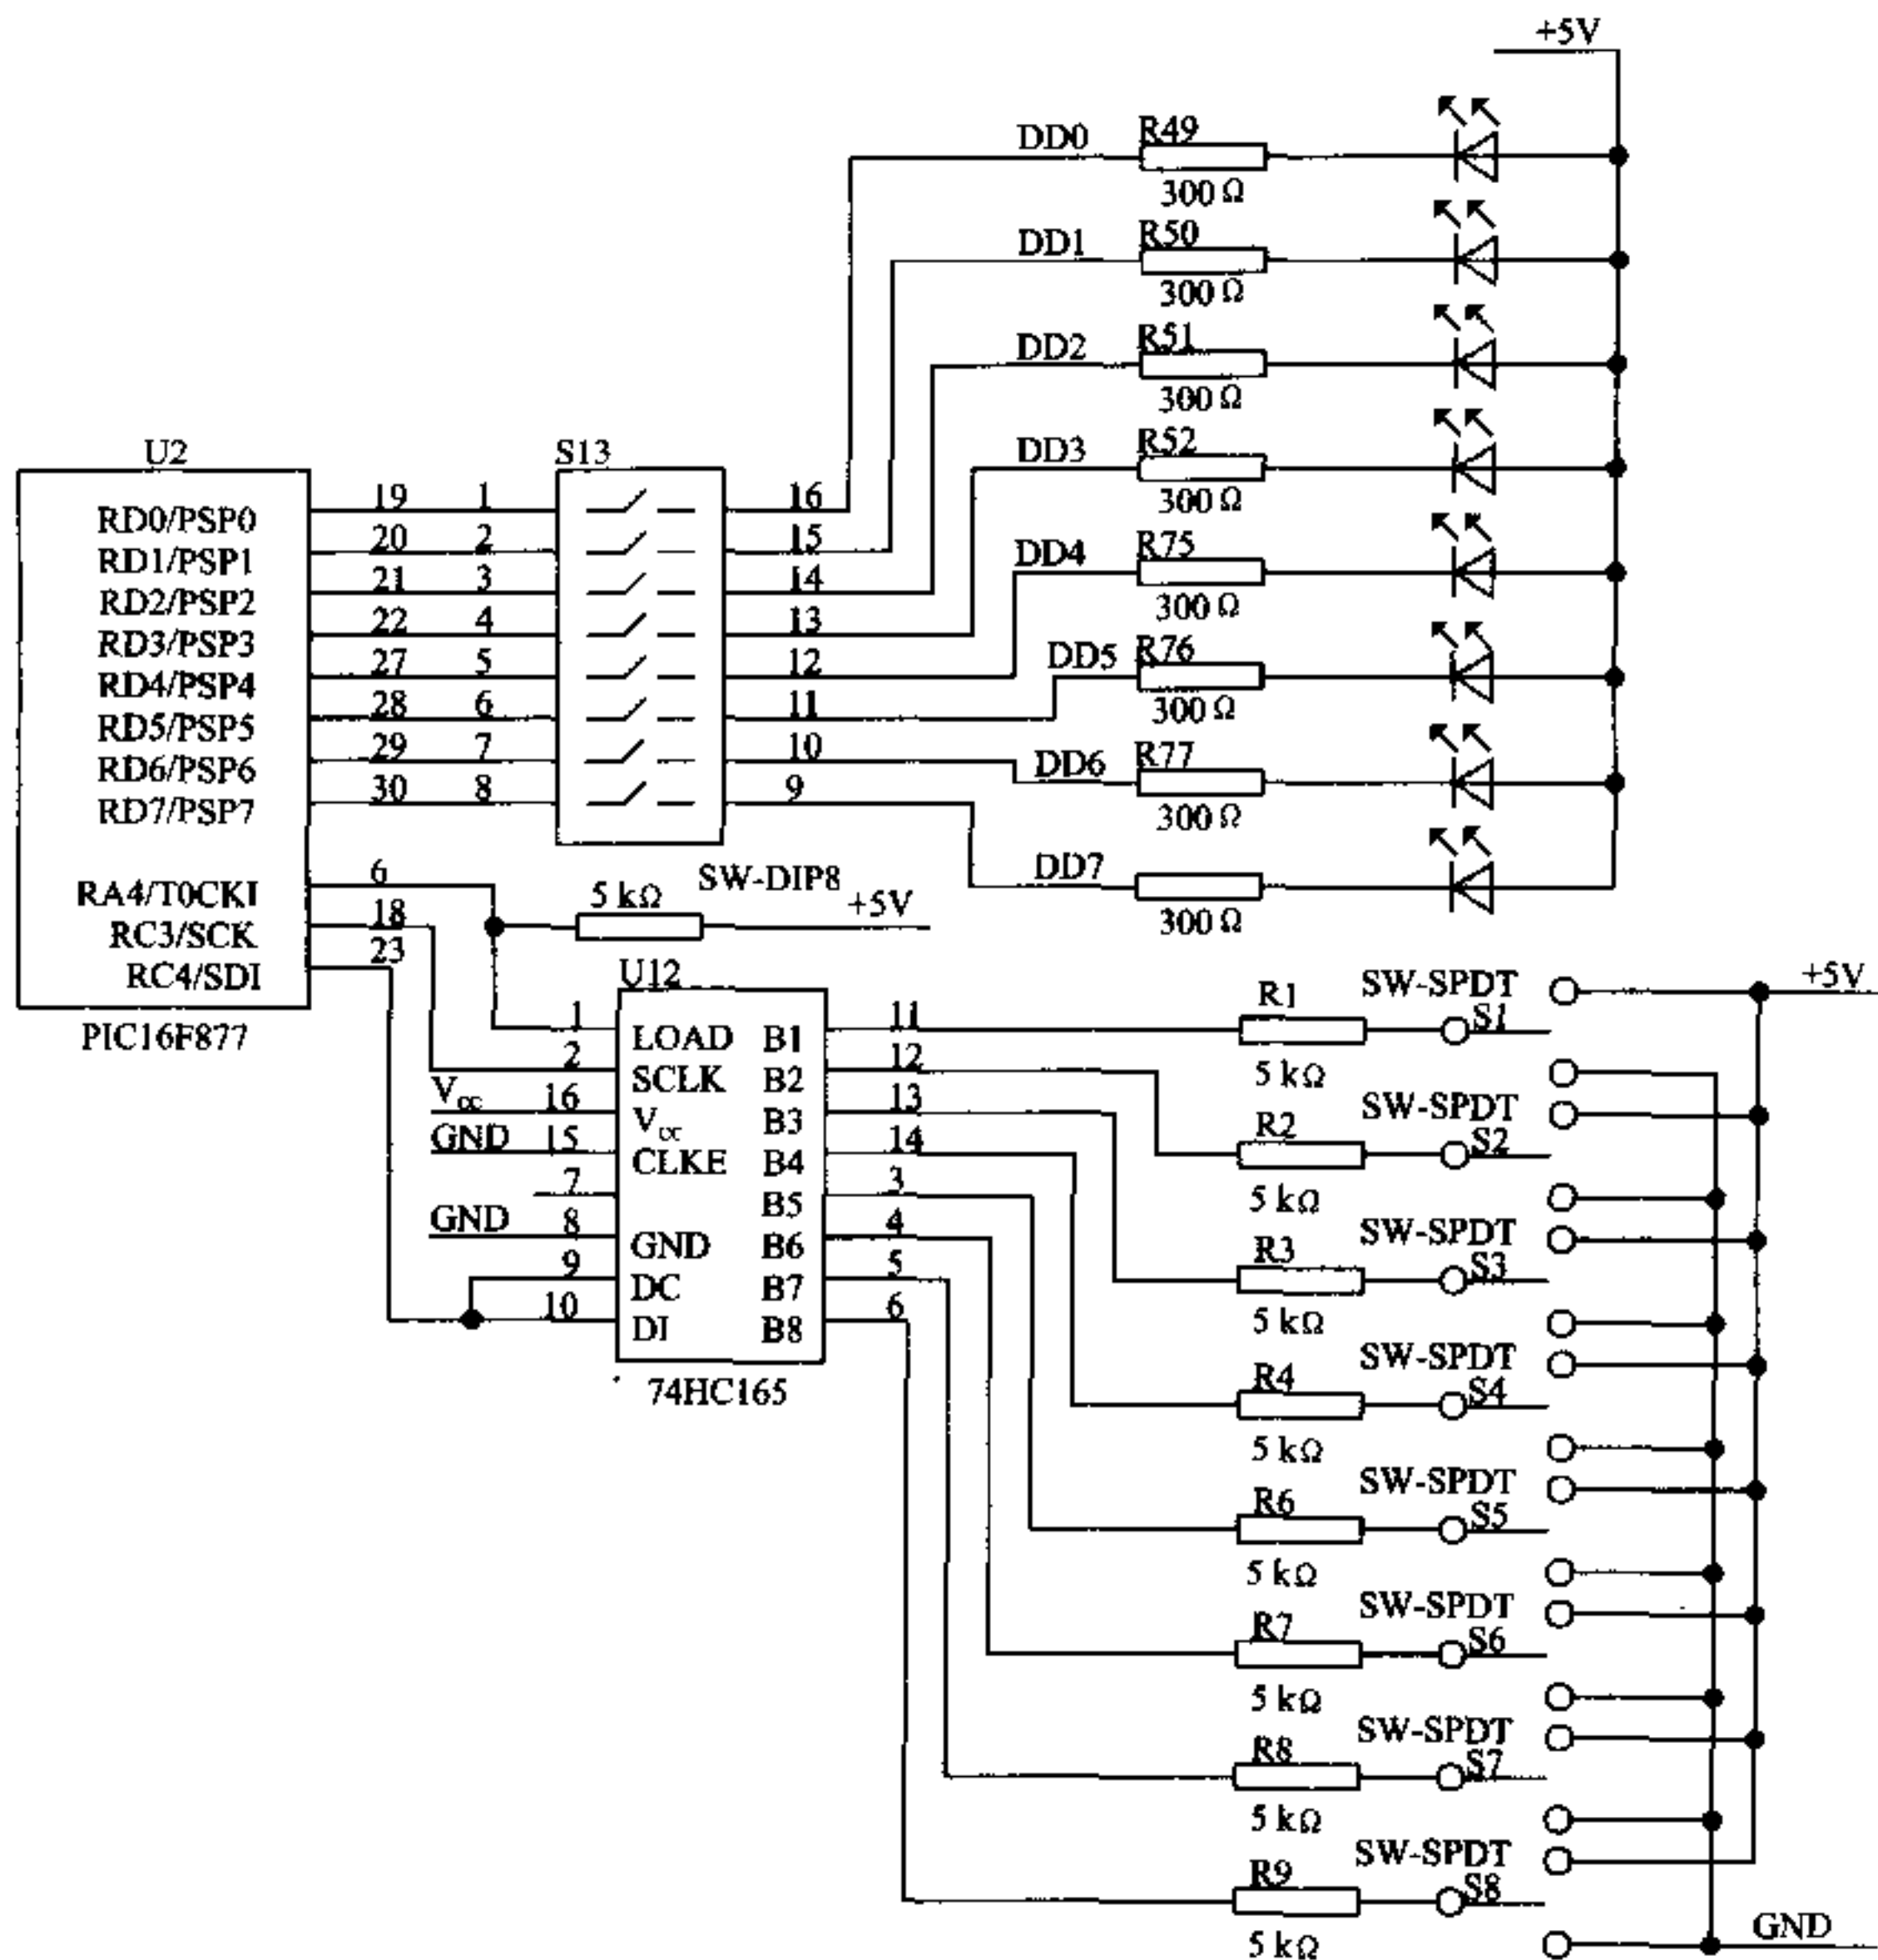 +5V
DD0 R49
300 Ω
DD1 R50
300 Ω
DD2 R51
300 Ω
DD3 R52
300 Ω
DD4 R75
300 Ω
DD5 R76
300 Ω
DD6 R77
300 Ω
DD7
300 Ω
U2
RD0/PSP0 19
RD1/PSP1 20
RD2/PSP2 21
RD3/PSP3 22
RD4/PSP4 27
RD5/PSP5 28
RD6/PSP6 29
RD7/PSP7 30
RA4/T0CKI 6
RC3/SCK 18
RC4/SDI 23
PIC16F877
S13
1 16
2 15
3 14
4 13
5 12
6 11
7 10
8 9
SW-DIP8
5 kΩ
+5V
U12
1 LOAD B1 11
2 SCLK B2 12
Vcc 16 Vcc B3 13
GND 15 CLKE B4 14
7 B5 3
GND 8 GND B6 4
9 DC B7 5
10 DI B8 6
74HC165
+5V
R1 SW-SPDT
S1
5 kΩ
R2 SW-SPDT
S2
5 kΩ
R3 SW-SPDT
S3
5 kΩ
R4 SW-SPDT
S4
5 kΩ
R6 SW-SPDT
S5
5 kΩ
R7 SW-SPDT
S6
5 kΩ
R8 SW-SPDT
S7
5 kΩ
R9 SW-SPDT
S8
5 kΩ
GND